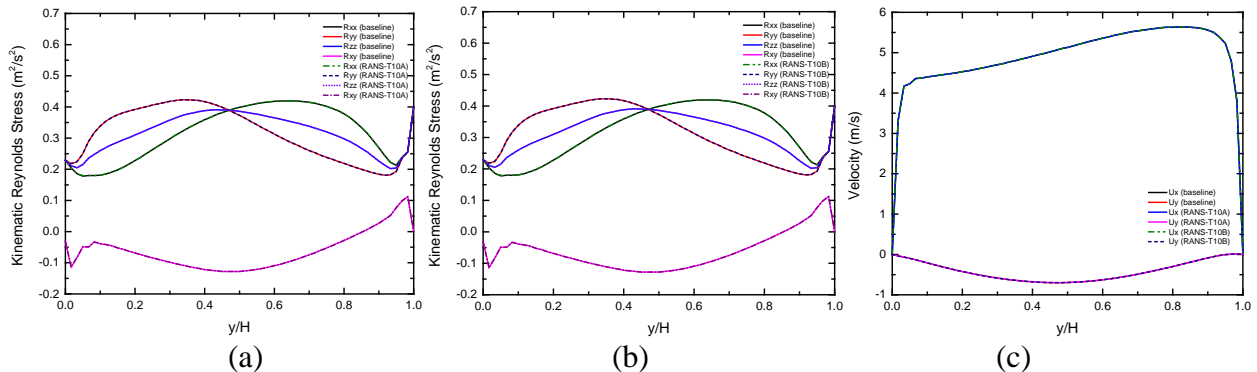 Kinematic Reynolds Stress (m²/s²)
0.7
0.6
0.5
0.4
0.3
0.2
0.1
0.0
-0.1
-0.2
Rxx (baseline)
Ryy (baseline)
Rzz (baseline)
Rxy (baseline)
Rxx (RANS-T10A)
Ryy (RANS-T10A)
Rzz (RANS-T10A)
Rxy (RANS-T10A)
0.0 0.2 0.4 0.6 0.8 1.0
y/H
(a)
Kinematic Reynolds Stress (m²/s²)
0.7
0.6
0.5
0.4
0.3
0.2
0.1
0.0
-0.1
-0.2
Rxx (baseline)
Ryy (baseline)
Rzz (baseline)
Rxy (baseline)
Rxx (RANS-T10B)
Ryy (RANS-T10B)
Rzz (RANS-T10B)
Rxy (RANS-T10B)
0.0 0.2 0.4 0.6 0.8 1.0
y/H
(b)
Velocity (m/s)
6
5
4
3
2
1
0
-1
Ux (baseline)
Uy (baseline)
Ux (RANS-T10A)
Uy (RANS-T10A)
Ux (RANS-T10B)
Uy (RANS-T10B)
0.0 0.2 0.4 0.6 0.8 1.0
y/H
(c)